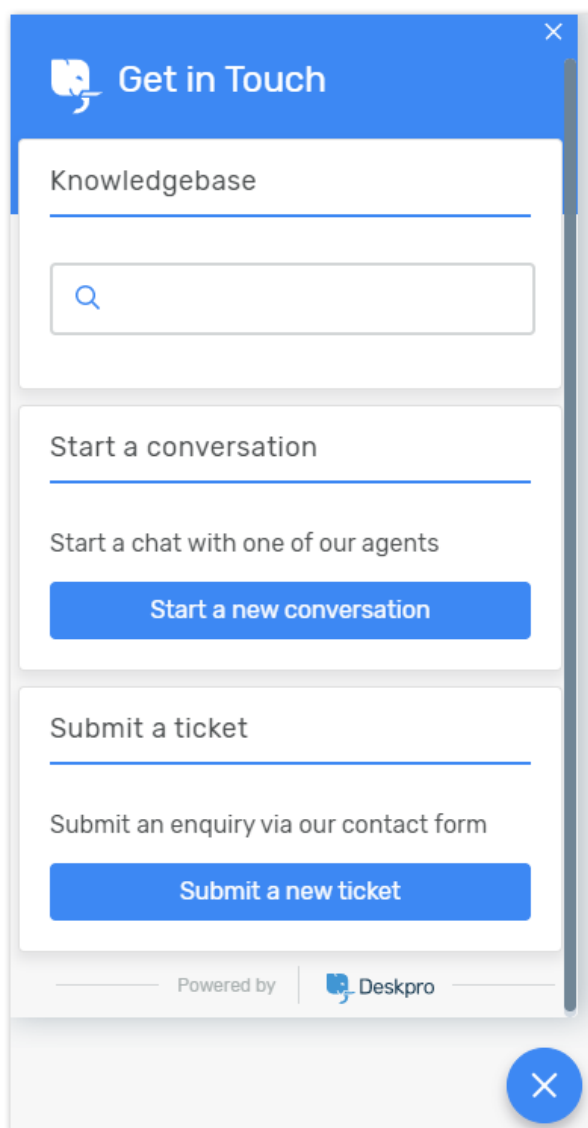 Get in Touch
Knowledgebase
Start a conversation
Start a chat with one of our agents
Start a new conversation
Submit a ticket
Submit an enquiry via our contact form
Submit a new ticket
Powered by Deskpro